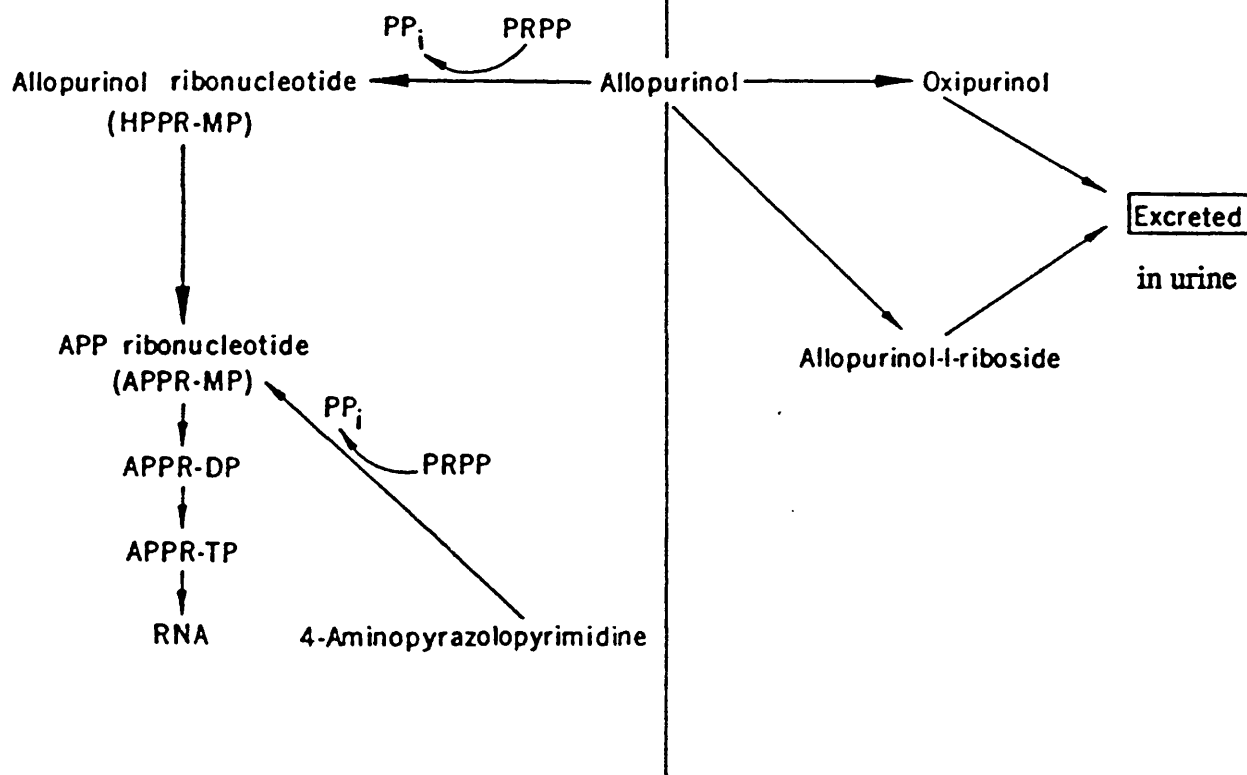 PPi PRPP
Allopurinol ribonucleotide
(HPPR-MP)
Allopurinol
Oxipurinol
Excreted
in urine
Allopurinol-1-riboside
APP ribonucleotide
(APPR-MP)
PPi
PRPP
APPR-DP
APPR-TP
RNA
4-Aminopyrazolopyrimidine